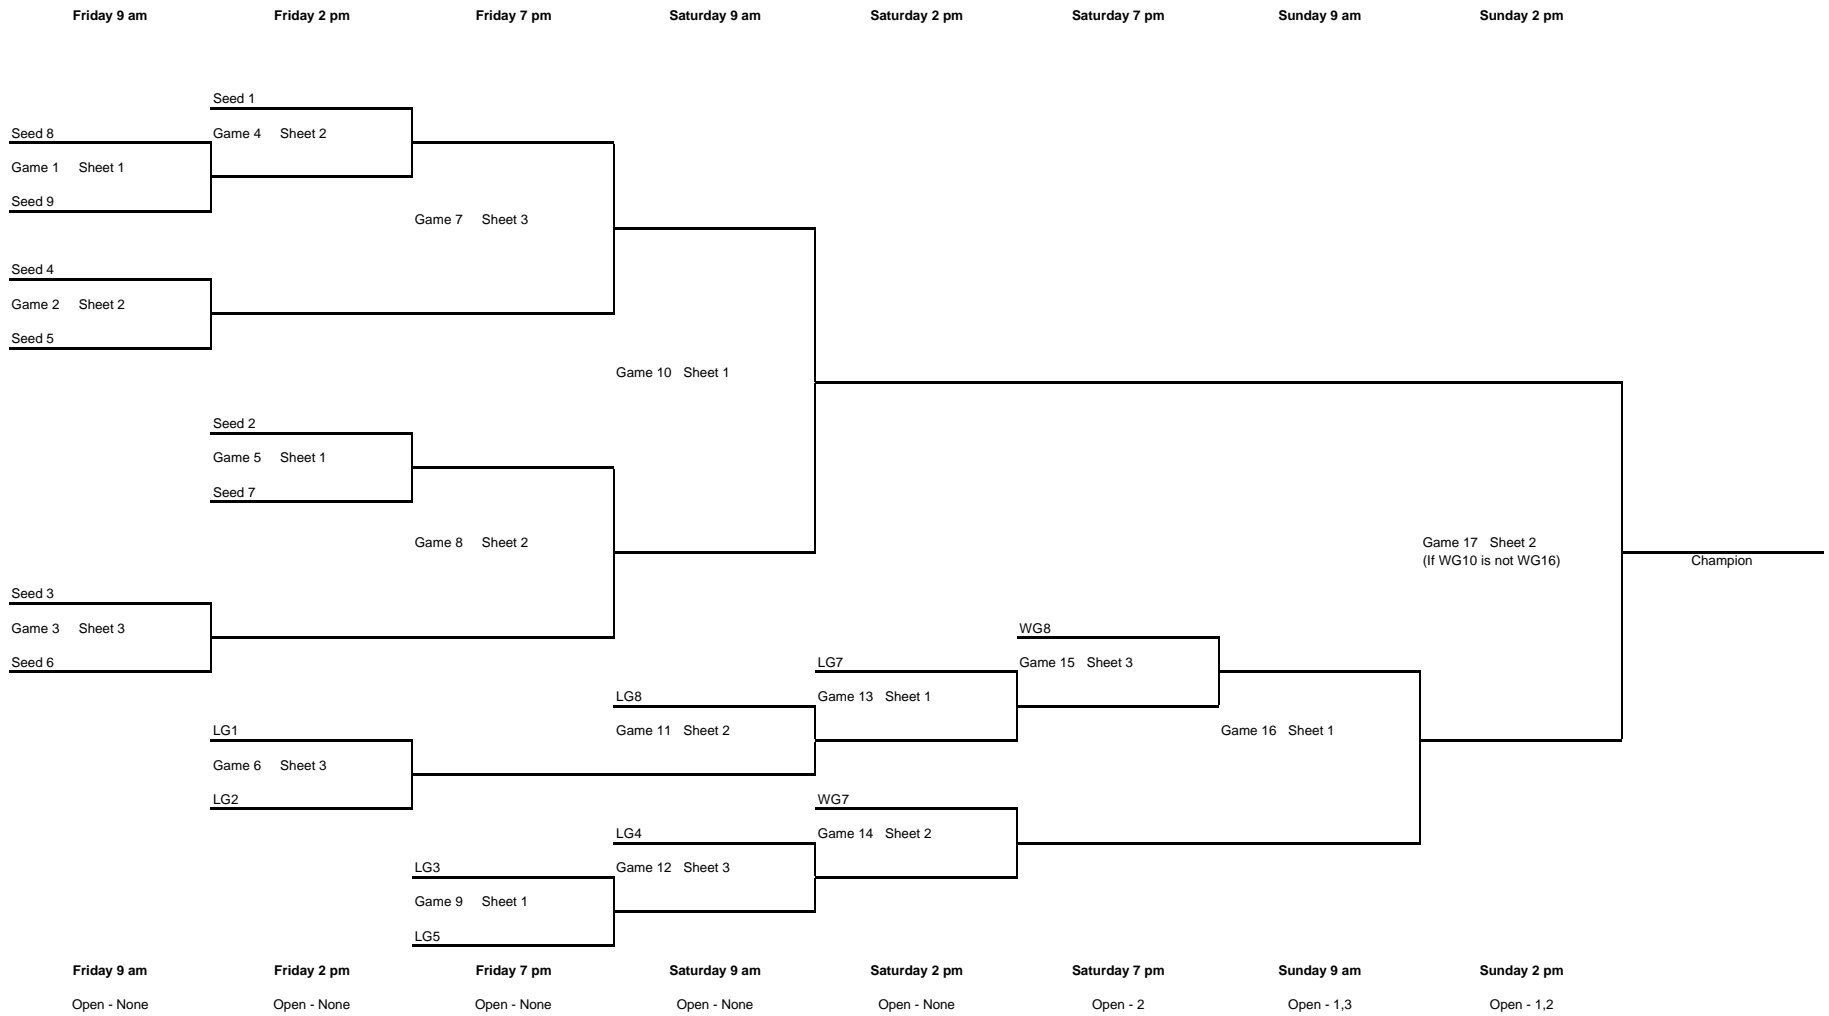 Friday 9 am Friday 2 pm Friday 7 pm Saturday 9 am Saturday 2 pm Saturday 7 pm Sunday 9 am Sunday 2 pm
Seed 1
Seed 8 Game 4 Sheet 2
Game 1 Sheet 1
Seed 9
Game 7 Sheet 3
Seed 4
Game 2 Sheet 2
Seed 5
Game 10 Sheet 1
Seed 2
Game 5 Sheet 1
Seed 7
Game 8 Sheet 2 Game 17 Sheet 2
(If WG10 is not WG16) Champion
Seed 3
Game 3 Sheet 3 WG8
Seed 6 LG7 Game 15 Sheet 3
LG8 Game 13 Sheet 1
LG1 Game 11 Sheet 2 Game 16 Sheet 1
Game 6 Sheet 3
LG2 WG7
LG4 Game 14 Sheet 2
LG3 Game 12 Sheet 3
Game 9 Sheet 1
LG5
Friday 9 am Friday 2 pm Friday 7 pm Saturday 9 am Saturday 2 pm Saturday 7 pm Sunday 9 am Sunday 2 pm
Open - None Open - None Open - None Open - None Open - None Open - 2 Open - 1,3 Open - 1,2